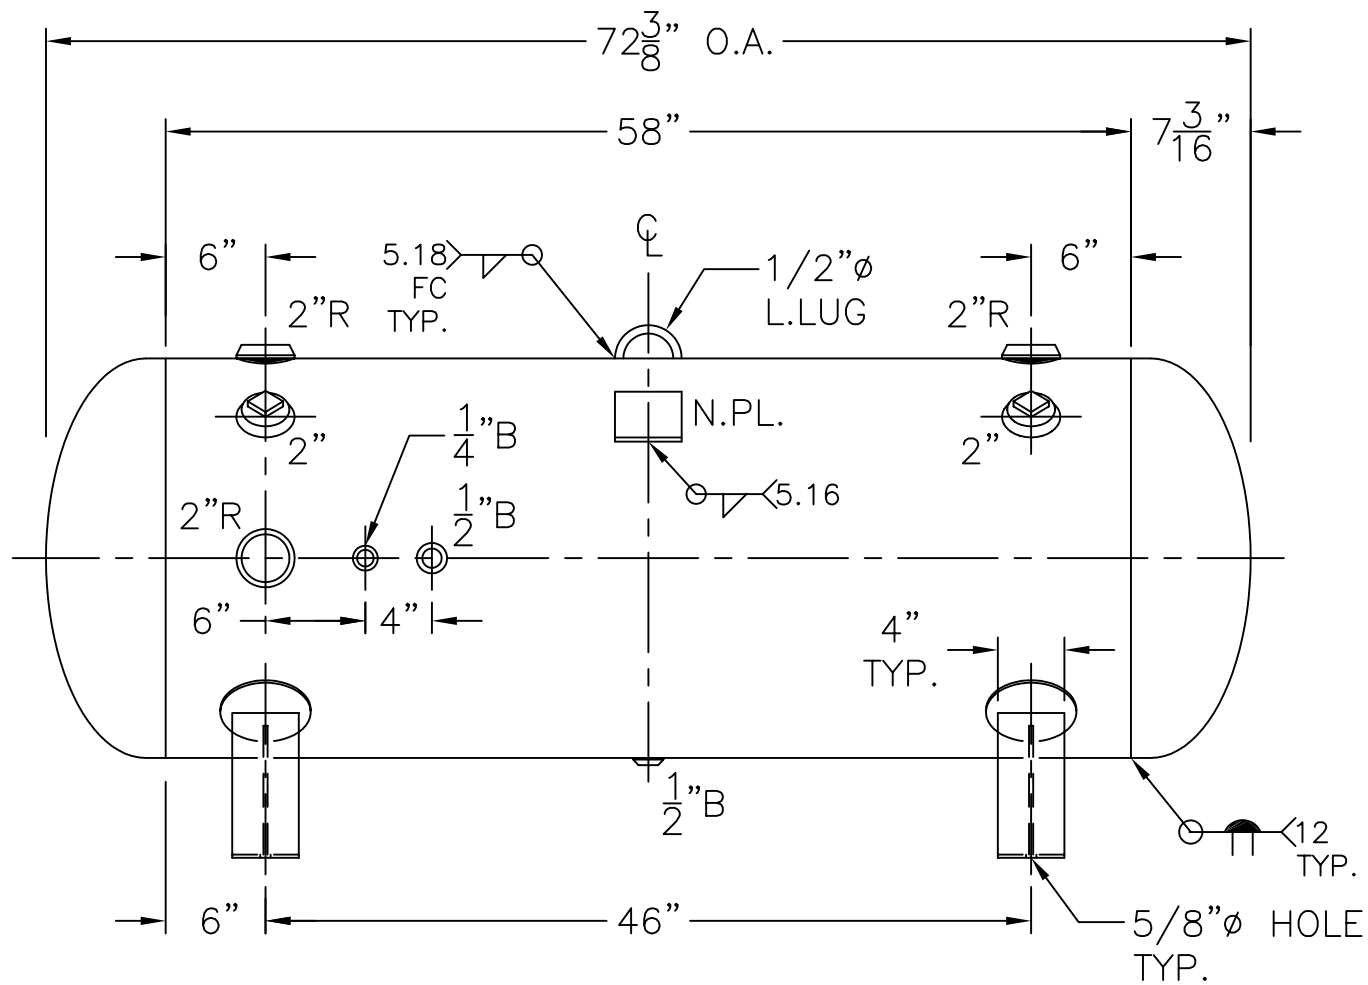 72 3/8" O.A.
58"
7 3/16"
6"
5.18
FC
TYP.
℄
1/2"ø
L.LUG
6"
2"R
2"R
N.PL.
2"
1/4"B
2"
2"R
1/2"B
5.16
6"
4"
4"
TYP.
1/2"B
12
TYP.
6"
46"
5/8"ø HOLE
TYP.